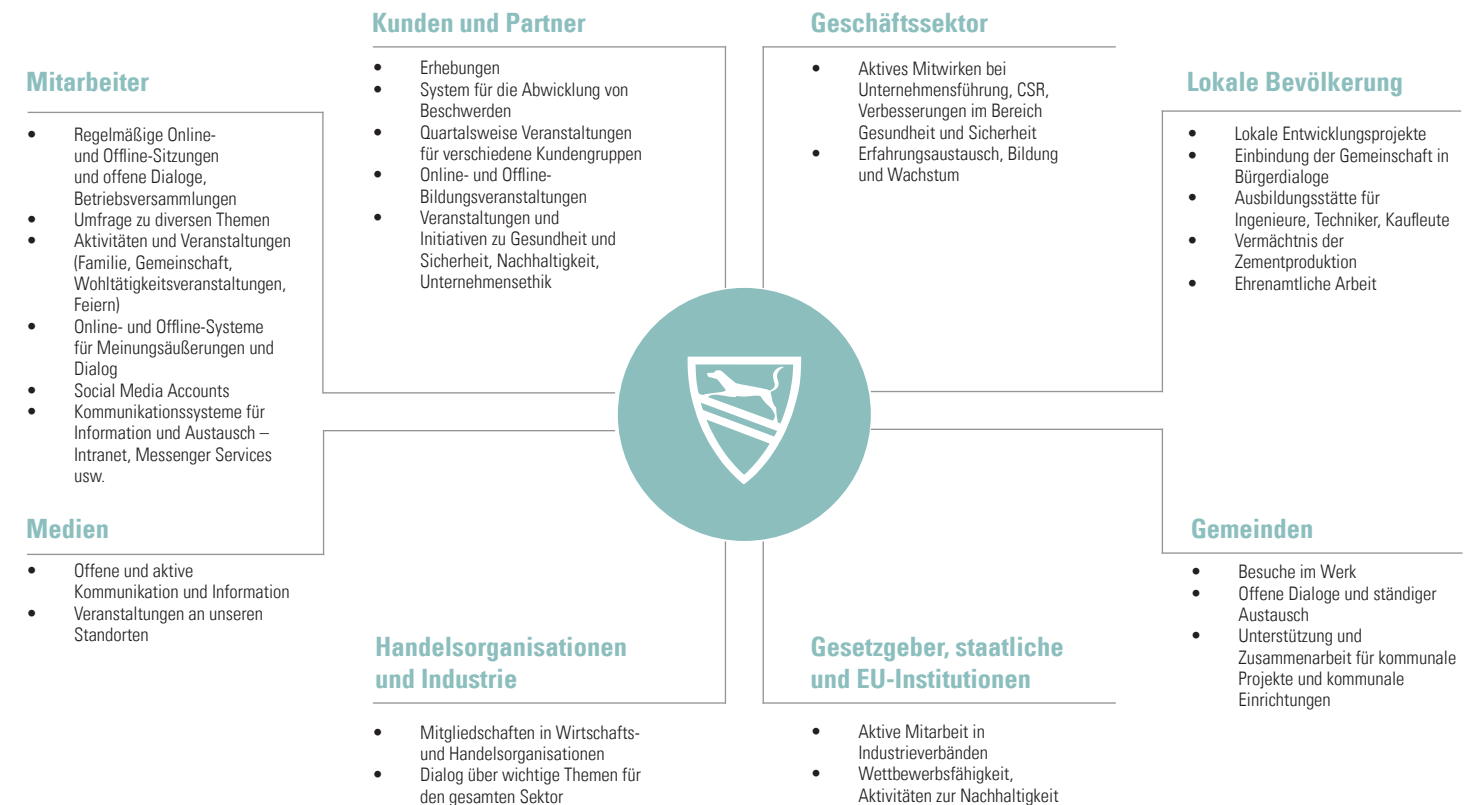 Kunden und Partner
• Erhebungen
• System für die Abwicklung von
Beschwerden
• Quartalsweise Veranstaltungen
für verschiedene Kundengruppen
• Online- und Offline-
Bildungsveranstaltungen
• Veranstaltungen und
Initiativen zu Gesundheit und
Sicherheit, Nachhaltigkeit,
Unternehmensethik
Geschäftssektor
• Aktives Mitwirken bei
Unternehmensführung, CSR,
Verbesserungen im Bereich
Gesundheit und Sicherheit
• Erfahrungsaustausch, Bildung
und Wachstum
Mitarbeiter
• Regelmäßige Online-
und Offline-Sitzungen
und offene Dialoge,
Betriebsversammlungen
• Umfrage zu diversen Themen
• Aktivitäten und Veranstaltungen
(Familie, Gemeinschaft,
Wohltätigkeitsveranstaltungen,
Feiern)
• Online- und Offline-Systeme
für Meinungsäußerungen und
Dialog
• Social Media Accounts
• Kommunikationssysteme für
Information und Austausch –
Intranet, Messenger Services
usw.
Lokale Bevölkerung
• Lokale Entwicklungsprojekte
• Einbindung der Gemeinschaft in
Bürgerdialoge
• Ausbildungsstätte für
Ingenieure, Techniker, Kaufleute
• Vermächtnis der
Zementproduktion
• Ehrenamtliche Arbeit
Medien
• Offene und aktive
Kommunikation und Information
• Veranstaltungen an unseren
Standorten
Gemeinden
• Besuche im Werk
• Offene Dialoge und ständiger
Austausch
• Unterstützung und
Zusammenarbeit für kommunale
Projekte und kommunale
Einrichtungen
Handelsorganisationen
und Industrie
• Mitgliedschaften in Wirtschafts-
und Handelsorganisationen
• Dialog über wichtige Themen für
den gesamten Sektor
Gesetzgeber, staatliche
und EU-Institutionen
• Aktive Mitarbeit in
Industrieverbänden
• Wettbewerbsfähigkeit,
Aktivitäten zur Nachhaltigkeit